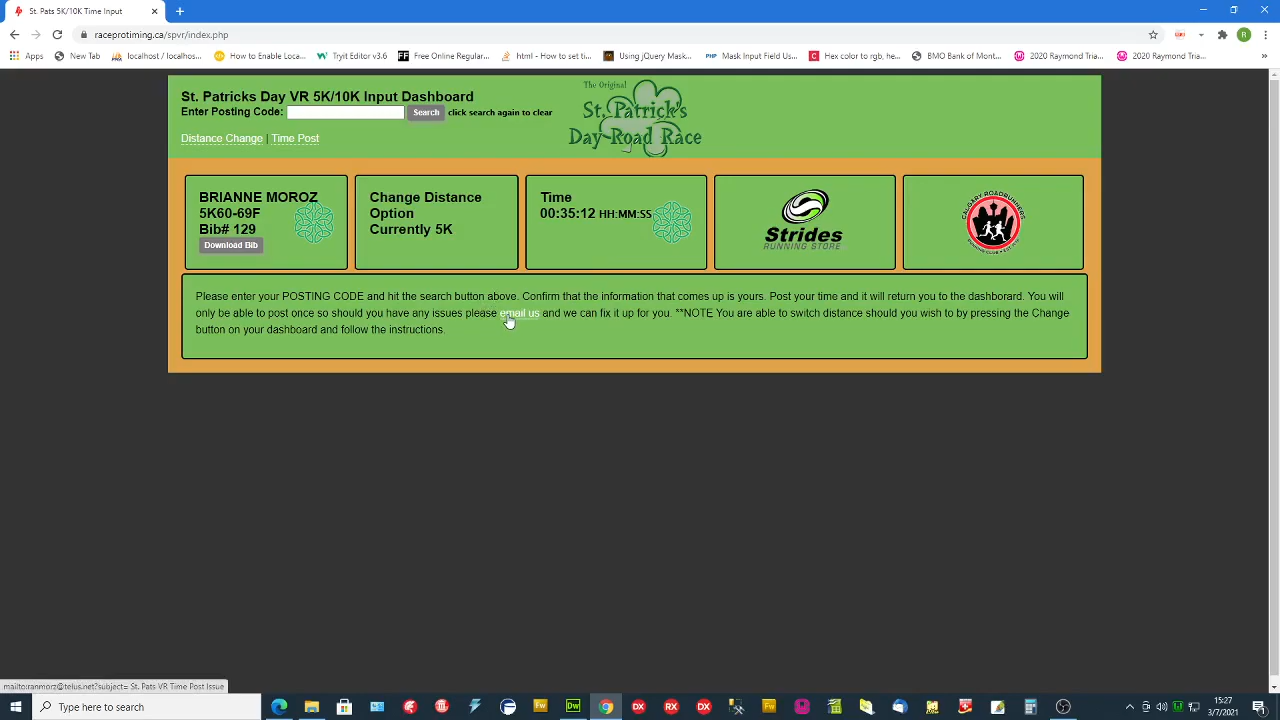 St. Pats 5K/10K Time Input
raceprotiming.ca/spvr/index.php
Apps
New Tab
localhost / localho...
How to Enable Loca...
Tryit Editor v3.6
Free Online Regular...
html - How to set ti...
Using jQuery Mask...
Mask Input Field Us...
Hex color to rgb, he...
BMO Bank of Mont...
2020 Raymond Tria...
2020 Raymond Tria...
St. Patricks Day VR 5K/10K Input Dashboard
Enter Posting Code:
Search
click search again to clear
Distance Change | Time Post
The Original
St. Patrick's
Day Road Race
BRIANNE MOROZ
5K60-69F
Bib# 129
Download Bib
Change Distance
Option
Currently 5K
Time
00:35:12 HH:MM:SS
Strides
RUNNING STORE
CALGARY ROADRUNNERS
Please enter your POSTING CODE and hit the search button above. Confirm that the information that comes up is yours. Post your time and it will return you to the dashborard. You will
only be able to post once so should you have any issues please email us and we can fix it up for you. **NOTE You are able to switch distance should you wish to by pressing the Change
button on your dashboard and follow the instructions.
mailto:ranmorz@telus.net?subject= St. Pats VR Time Post Issue
Type here to search
15:27
3/7/2021